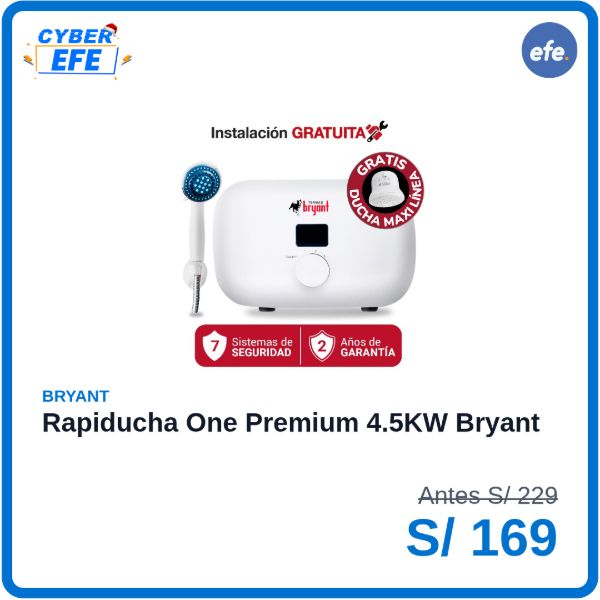 CYBER
EFE
efe.
Instalación GRATUITA
GRATIS
DUCHA MAXI LÍNEA
TERMAS
bryant
7 Sistemas de SEGURIDAD
2 Años de GARANTÍA
BRYANT
Rapiducha One Premium 4.5KW Bryant
Antes S/ 229
S/ 169